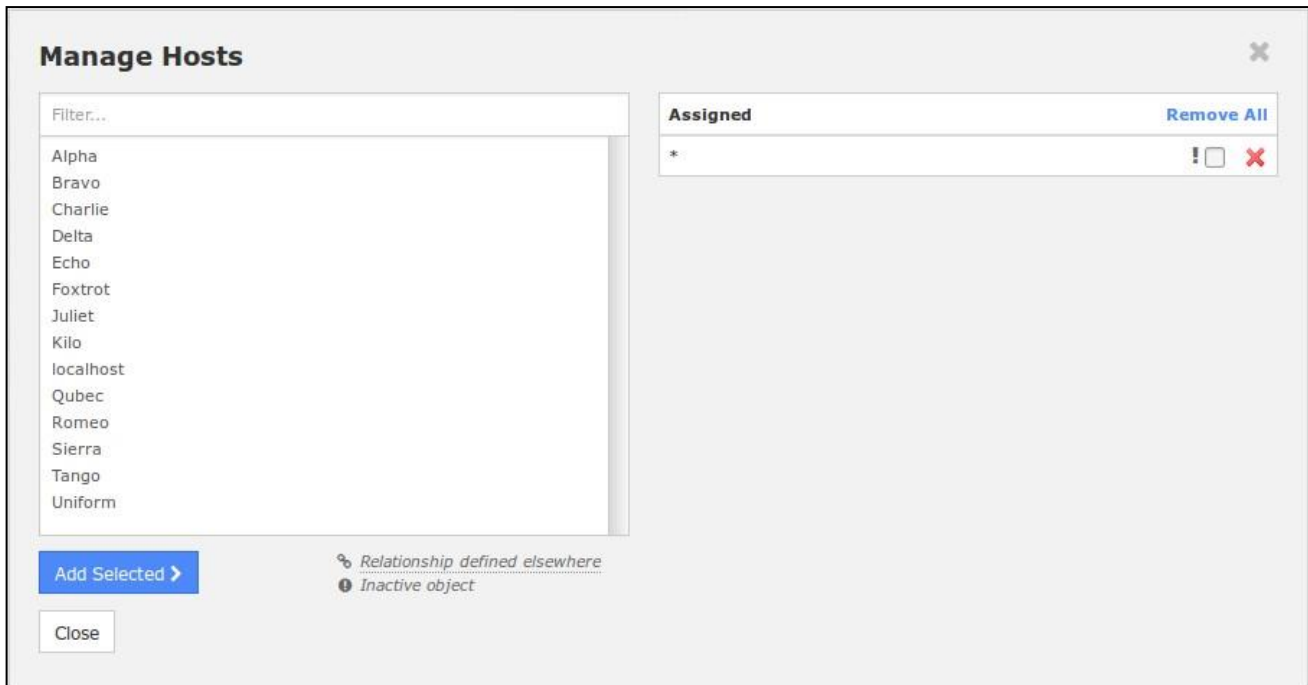 Manage Hosts
Filter...
Alpha
Bravo
Charlie
Delta
Echo
Foxtrot
Juliet
Kilo
localhost
Qubec
Romeo
Sierra
Tango
Uniform
Add Selected
Relationship defined elsewhere
Inactive object
Close
Assigned Remove All
* !